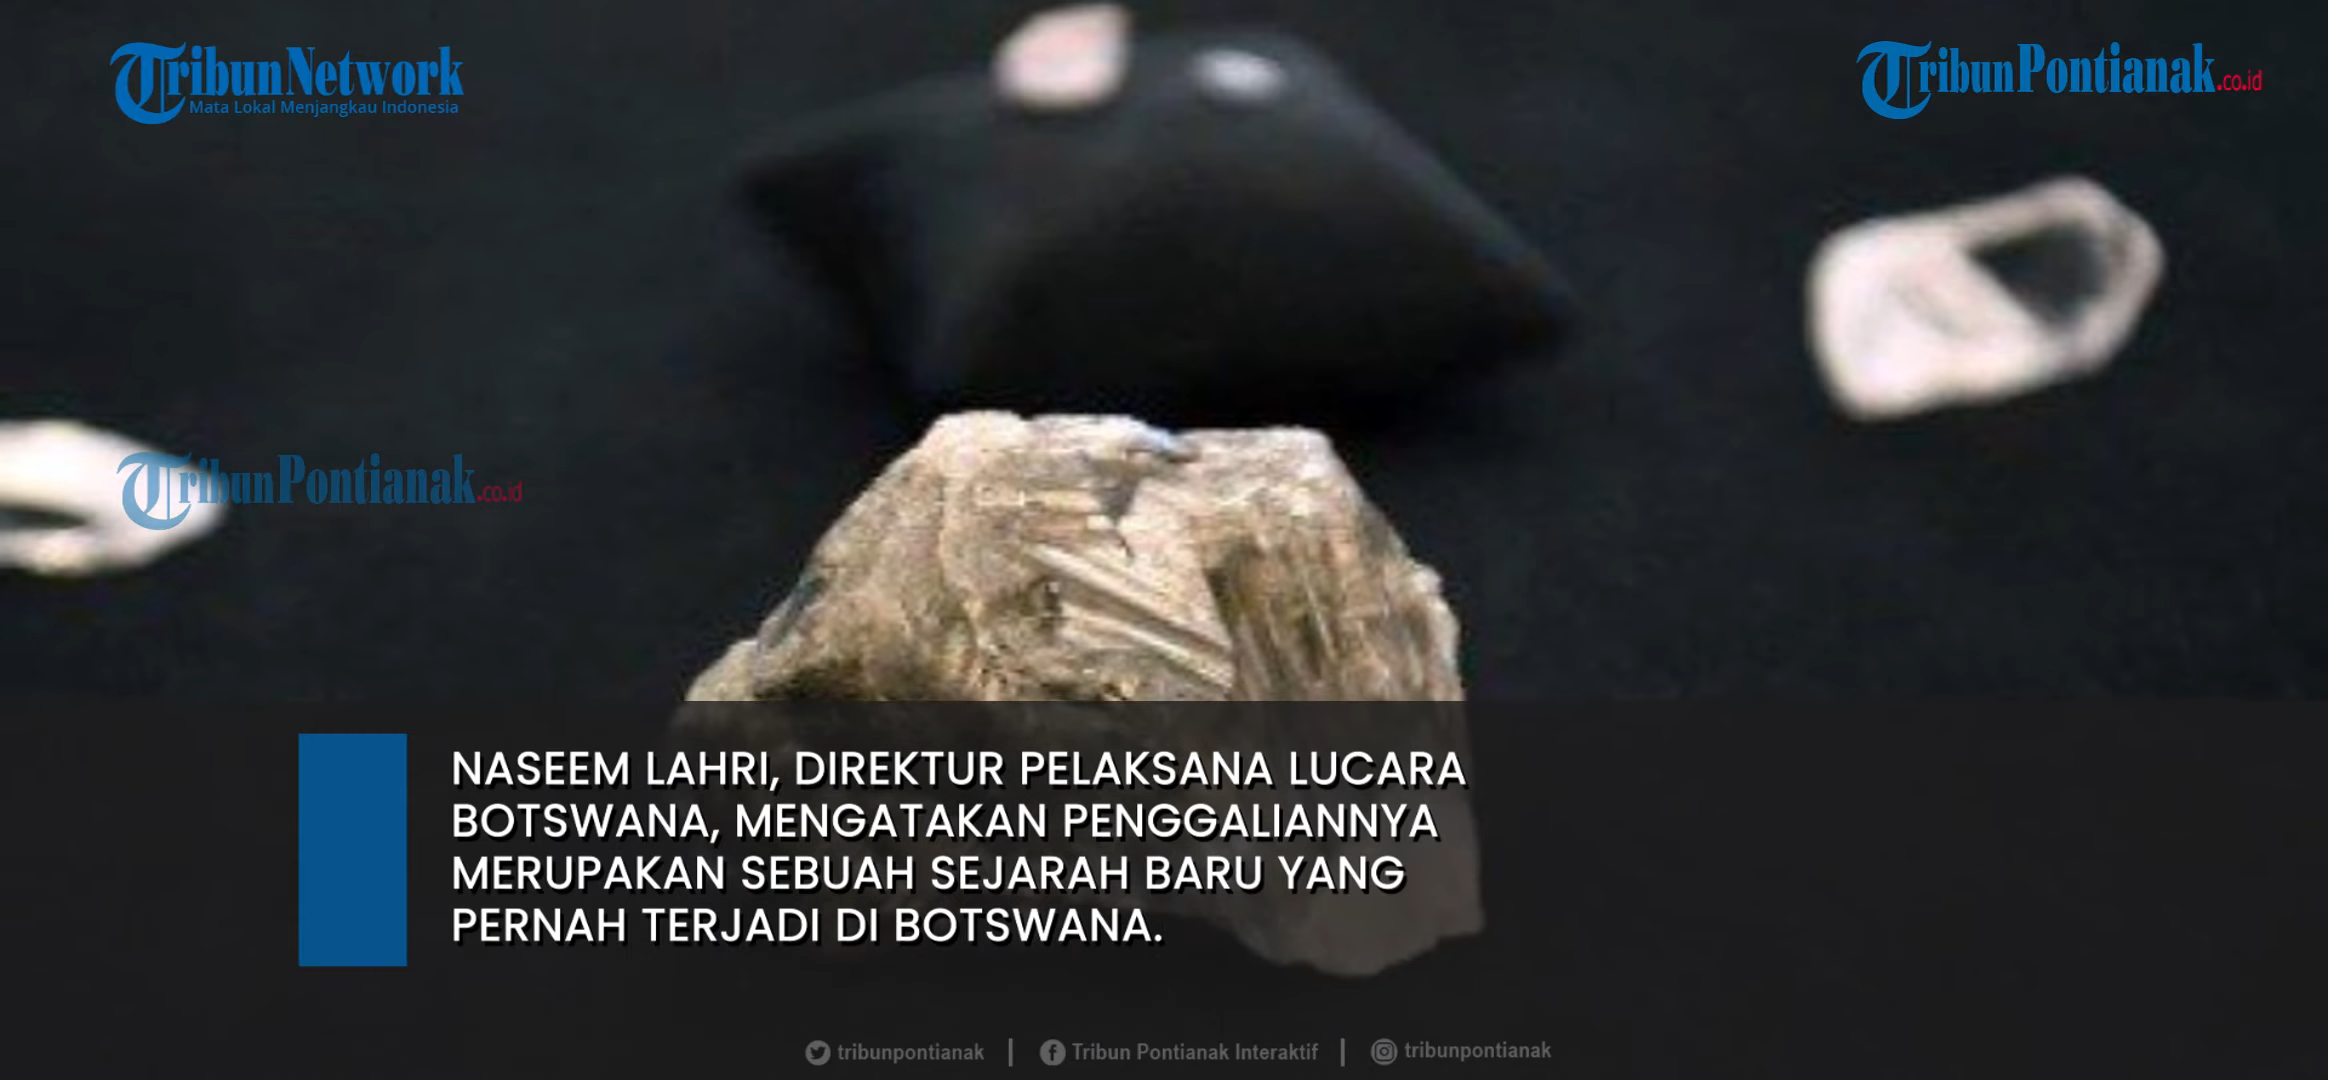 TribunNetwork
Mata Lokal Menjangkau Indonesia
TribunPontianak.co.id
TribunPontianak.co.id
NASEEM LAHRI, DIREKTUR PELAKSANA LUCARA
BOTSWANA, MENGATAKAN PENGGALIANNYA
MERUPAKAN SEBUAH SEJARAH BARU YANG
PERNAH TERJADI DI BOTSWANA.
tribunpontianak | Tribun Pontianak Interaktif | tribunpontianak